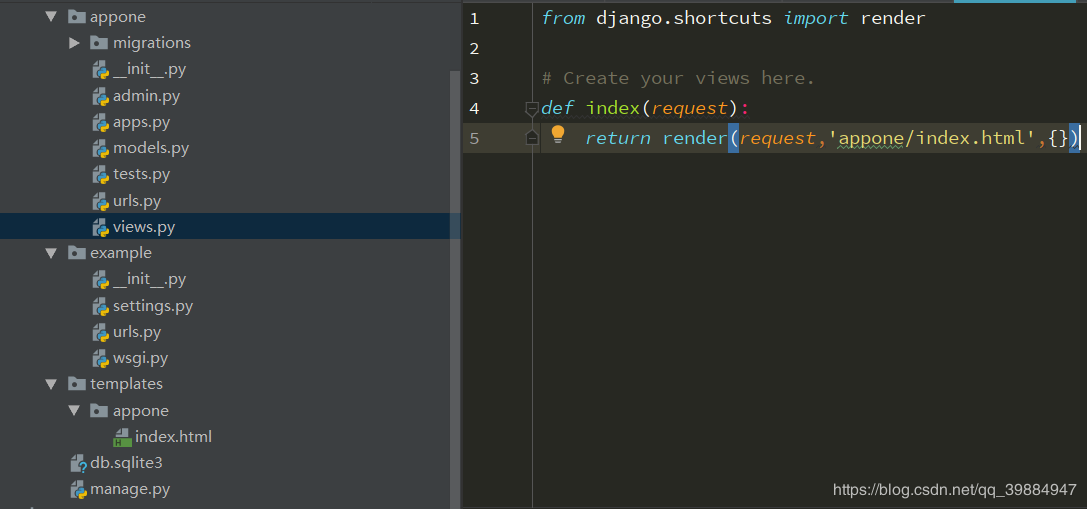 appone
migrations
__init__.py
admin.py
apps.py
models.py
tests.py
urls.py
views.py
example
__init__.py
settings.py
urls.py
wsgi.py
templates
appone
index.html
db.sqlite3
manage.py
1 from django.shortcuts import render
2
3 # Create your views here.
4 def index(request):
5 return render(request,'appone/index.html',{})
https://blog.csdn.net/qq_39884947